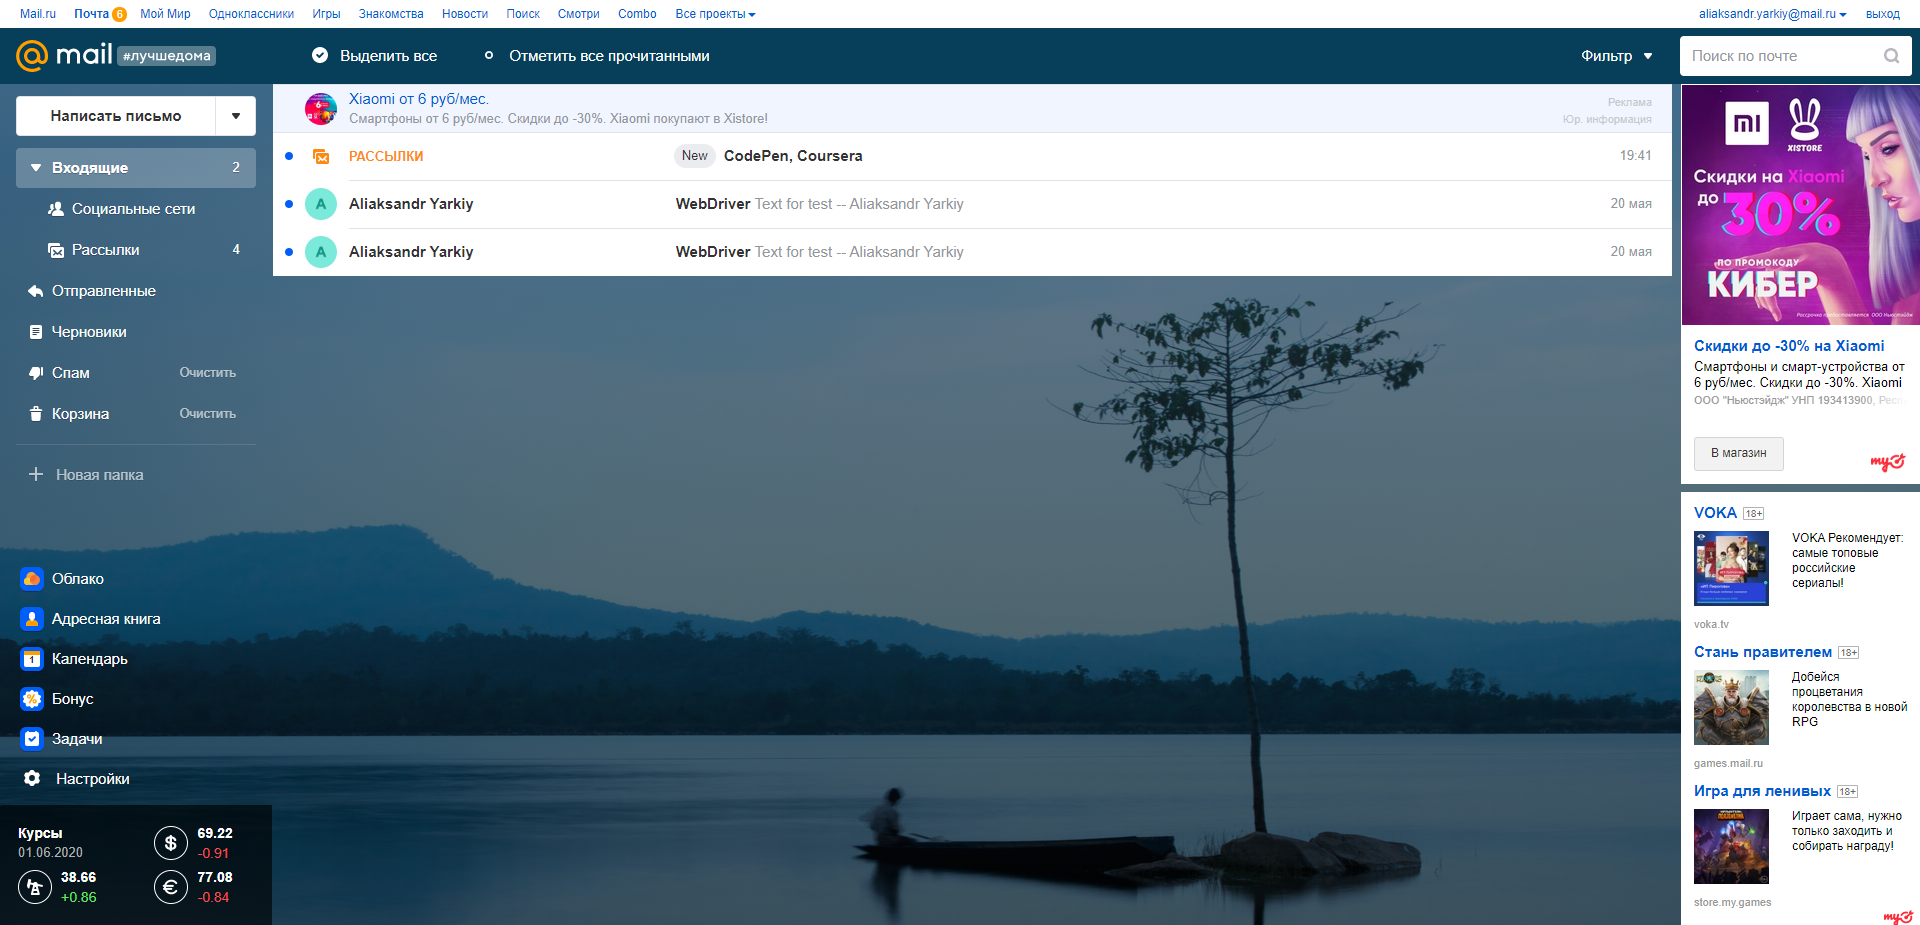 Mail.ru Почта 6 Мой Мир Одноклассники Игры Знакомства Новости Поиск Смотри Combo Все проекты aliaksandr.yarkiy@mail.ru выход
@mail #лучшедома Выделить все Отметить все прочитанными Фильтр Поиск по почте
Написать письмо
Входящие 2
Социальные сети
Рассылки 4
Отправленные
Черновики
Спам Очистить
Корзина Очистить
Новая папка
Облако
Адресная книга
Календарь
Бонус
Задачи
Настройки
Курсы
01.06.2020
$ 69.22
-0.91
38.66
+0.86
€ 77.08
-0.84
Xiaomi от 6 руб/мес.
Смартфоны от 6 руб/мес. Скидки до -30%. Xiaomi покупают в Xistore!
Реклама
Юр. информация
РАССЫЛКИ New CodePen, Coursera 19:41
A Aliaksandr Yarkiy WebDriver Text for test -- Aliaksandr Yarkiy 20 мая
A Aliaksandr Yarkiy WebDriver Text for test -- Aliaksandr Yarkiy 20 мая
MI XISTORE
Скидки на Xiaomi
до 30%
ПО ПРОМОКОДУ
КИБЕР
Рассрочка предоставляется ООО Ньюстэйдж
Скидки до -30% на Xiaomi
Смартфоны и смарт-устройства от
6 руб/мес. Скидки до -30%. Xiaomi
ООО "Ньюстэйдж" УНП 193413900, Респ
В магазин
my
VOKA 18+
VOKA Рекомендует:
самые топовые
российские
сериалы!
voka.tv
Стань правителем 18+
Добейся
процветания
королевства в новой
RPG
games.mail.ru
Игра для ленивых 18+
Играет сама, нужно
только заходить и
собирать награду!
store.my.games
my